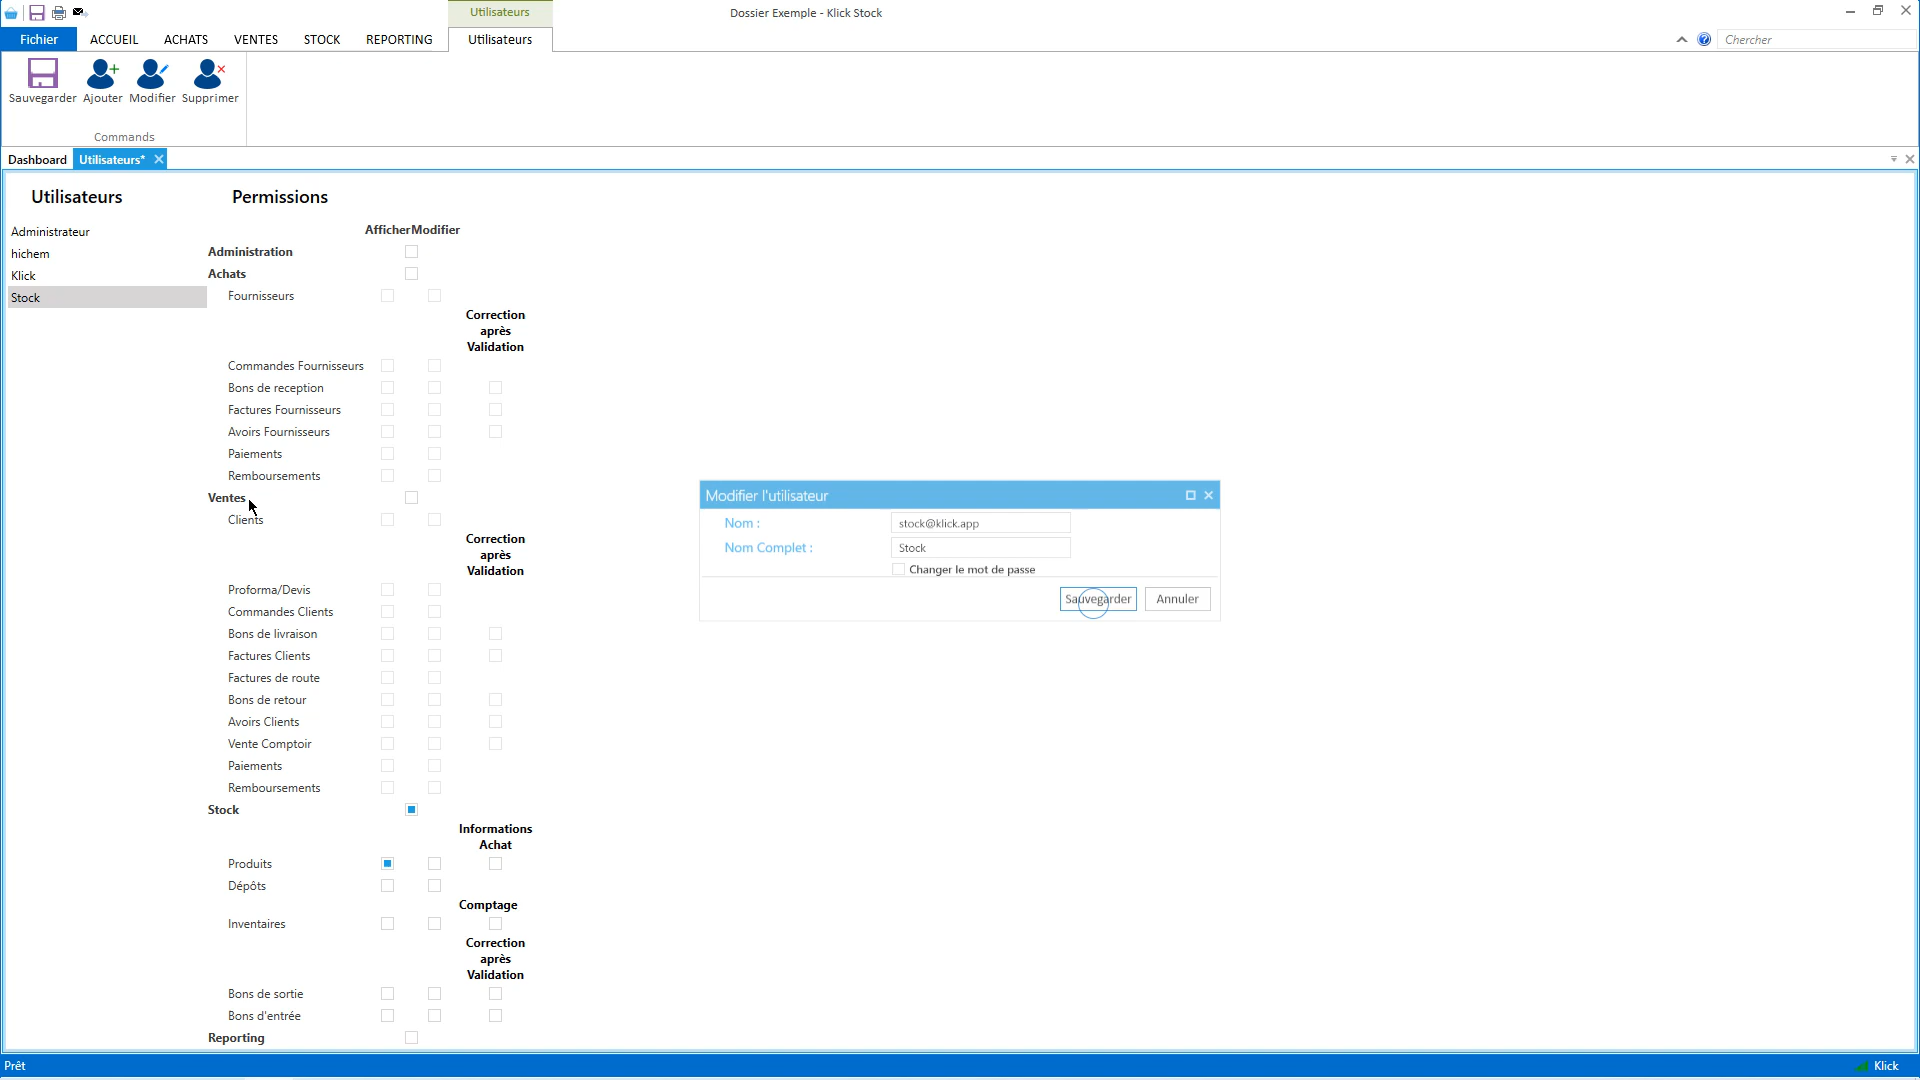 Utilisateurs
Dossier Exemple - Klick Stock
Fichier ACCUEIL ACHATS VENTES STOCK REPORTING Utilisateurs
Chercher
Sauvegarder Ajouter Modifier Supprimer
Commands
Dashboard Utilisateurs*
Utilisateurs Permissions
Afficher Modifier
Administrateur
hichem
Klick
Stock
Administration
Achats
Fournisseurs
Correction
après
Validation
Commandes Fournisseurs
Bons de reception
Factures Fournisseurs
Avoirs Fournisseurs
Paiements
Remboursements
Ventes
Clients
Correction
après
Validation
Proforma/Devis
Commandes Clients
Bons de livraison
Factures Clients
Factures de route
Bons de retour
Avoirs Clients
Vente Comptoir
Paiements
Remboursements
Stock
Informations
Achat
Produits
Dépôts
Comptage
Inventaires
Correction
après
Validation
Bons de sortie
Bons d'entrée
Reporting
Modifier l'utilisateur
Nom : stock@klick.app
Nom Complet : Stock
Changer le mot de passe
Sauvegarder Annuler
Prêt
Klick